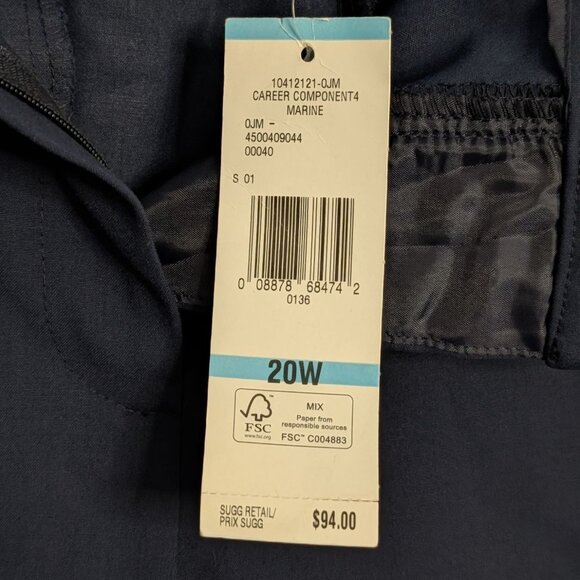 10412121-0JM
CAREER COMPONENT4
MARINE
0JM -
4500409044
00040
S 01
0 08878 68474 2
0136
20W
FSC
www.fsc.org
MIX
Paper from
responsible sources
FSC™ C004883
SUGG RETAIL/
PRIX SUGG
$94.00